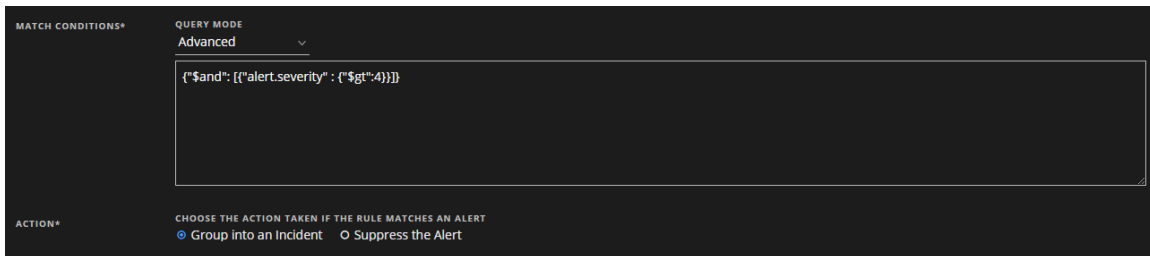 MATCH CONDITIONS*
QUERY MODE
Advanced
{"$and": [{"alert.severity" : {"$gt":4}}]}
ACTION*
CHOOSE THE ACTION TAKEN IF THE RULE MATCHES AN ALERT
Group into an Incident Suppress the Alert